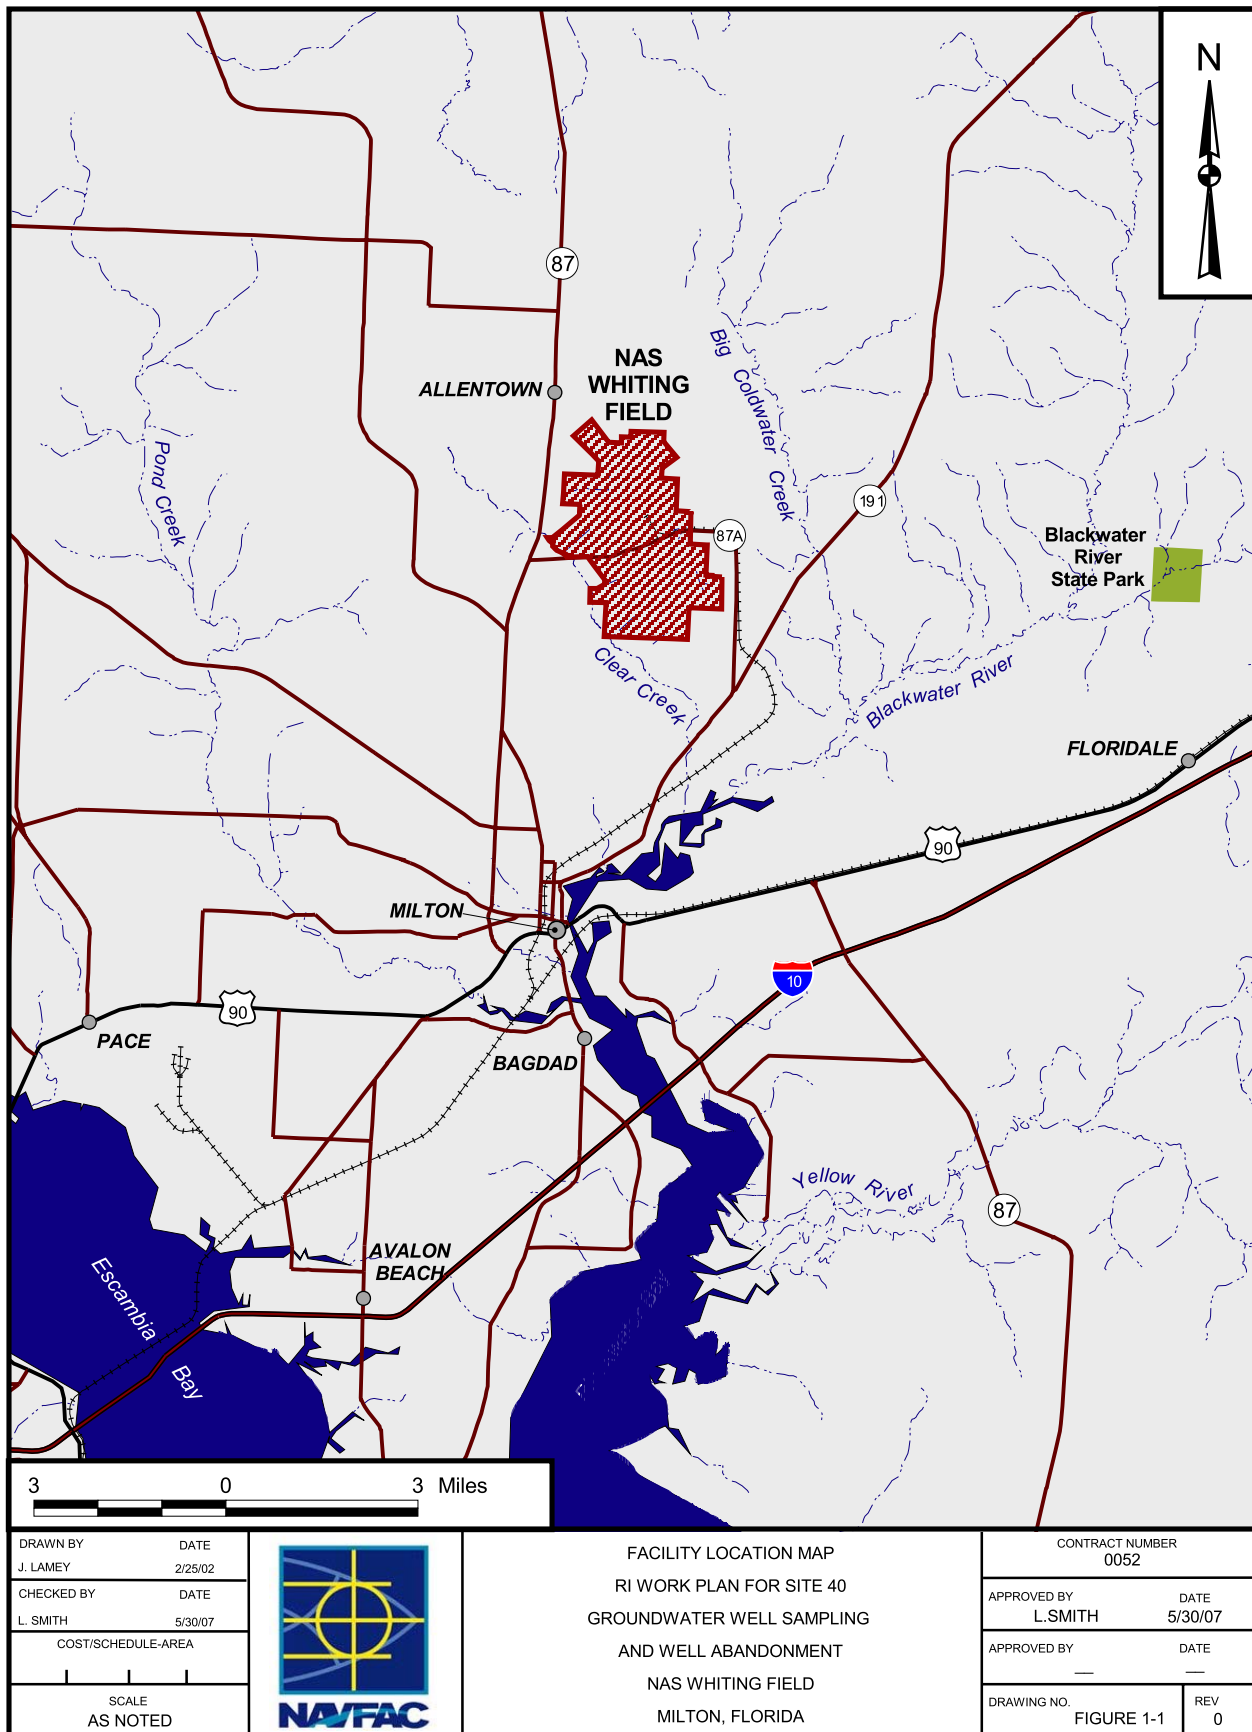 N
87
NAS
WHITING
FIELD
ALLENTOWN
Big Coldwater Creek
Pond Creek
191
87A
Blackwater
River
State Park
Clear Creek
Blackwater River
FLORIDALE
90
MILTON
10
90
PACE
BAGDAD
Yellow River
87
AVALON
BEACH
Escambia
Bay
3 0 3 Miles
DRAWN BY DATE
J. LAMEY 2/25/02
CHECKED BY DATE
L. SMITH 5/30/07
COST/SCHEDULE-AREA
SCALE
AS NOTED
NAVFAC
FACILITY LOCATION MAP
RI WORK PLAN FOR SITE 40
GROUNDWATER WELL SAMPLING
AND WELL ABANDONMENT
NAS WHITING FIELD
MILTON, FLORIDA
CONTRACT NUMBER
0052
APPROVED BY DATE
L.SMITH 5/30/07
APPROVED BY DATE
__ __
DRAWING NO. REV
FIGURE 1-1 0